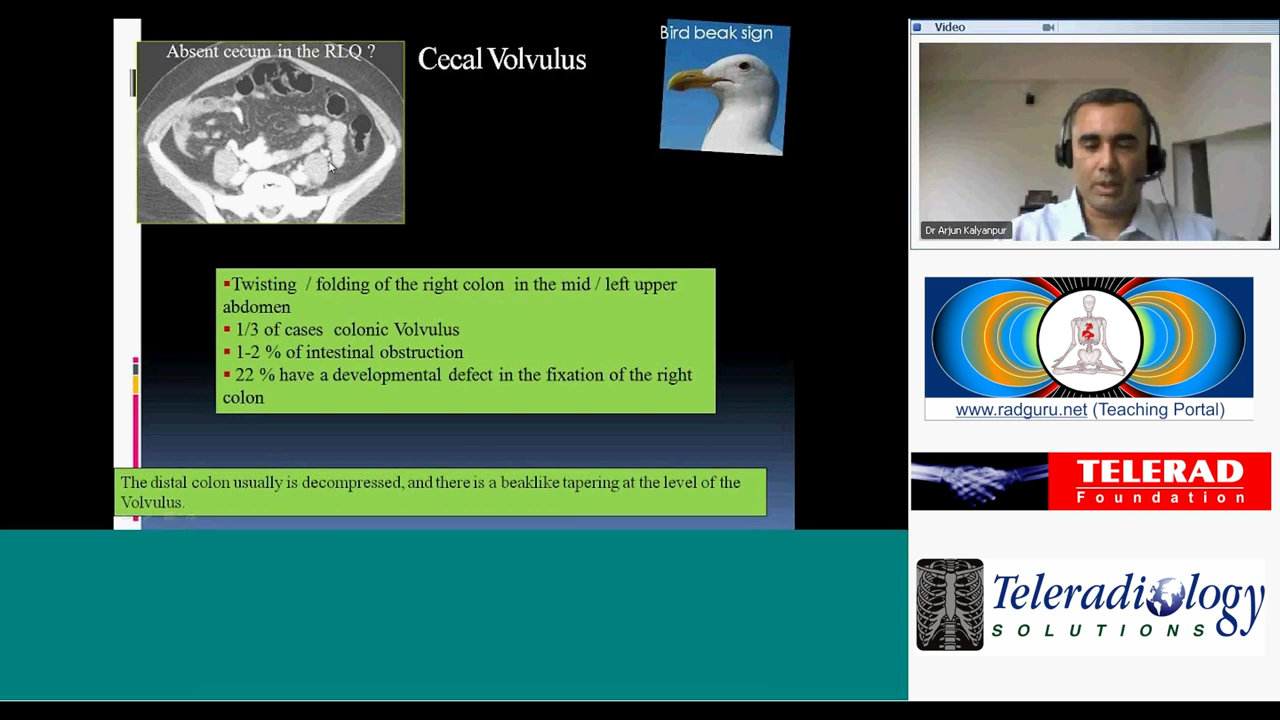 Absent cecum in the RLQ ?
Cecal Volvulus
Bird beak sign
▪Twisting / folding of the right colon in the mid / left upper
abdomen
▪ 1/3 of cases colonic Volvulus
▪ 1-2 % of intestinal obstruction
▪ 22 % have a developmental defect in the fixation of the right
colon
The distal colon usually is decompressed, and there is a beaklike tapering at the level of the
Volvulus.
Video
Dr Arjun Kalyanpur
www.radguru.net (Teaching Portal)
TELERAD
Foundation
Teleradiology
SOLUTIONS